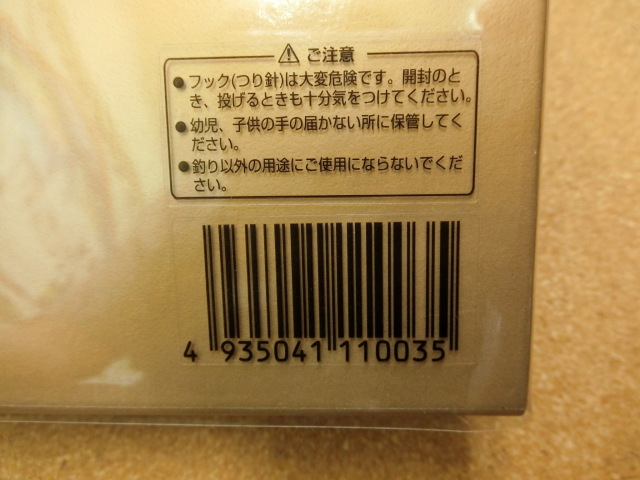 ⚠ ご注意
●フック(つり針)は大変危険です。開封のと
き、投げるときも十分気をつけてください。
●幼児、子供の手の届かない所に保管してく
ださい。
●釣り以外の用途にご使用にならないでくだ
さい。
4 935041 110035